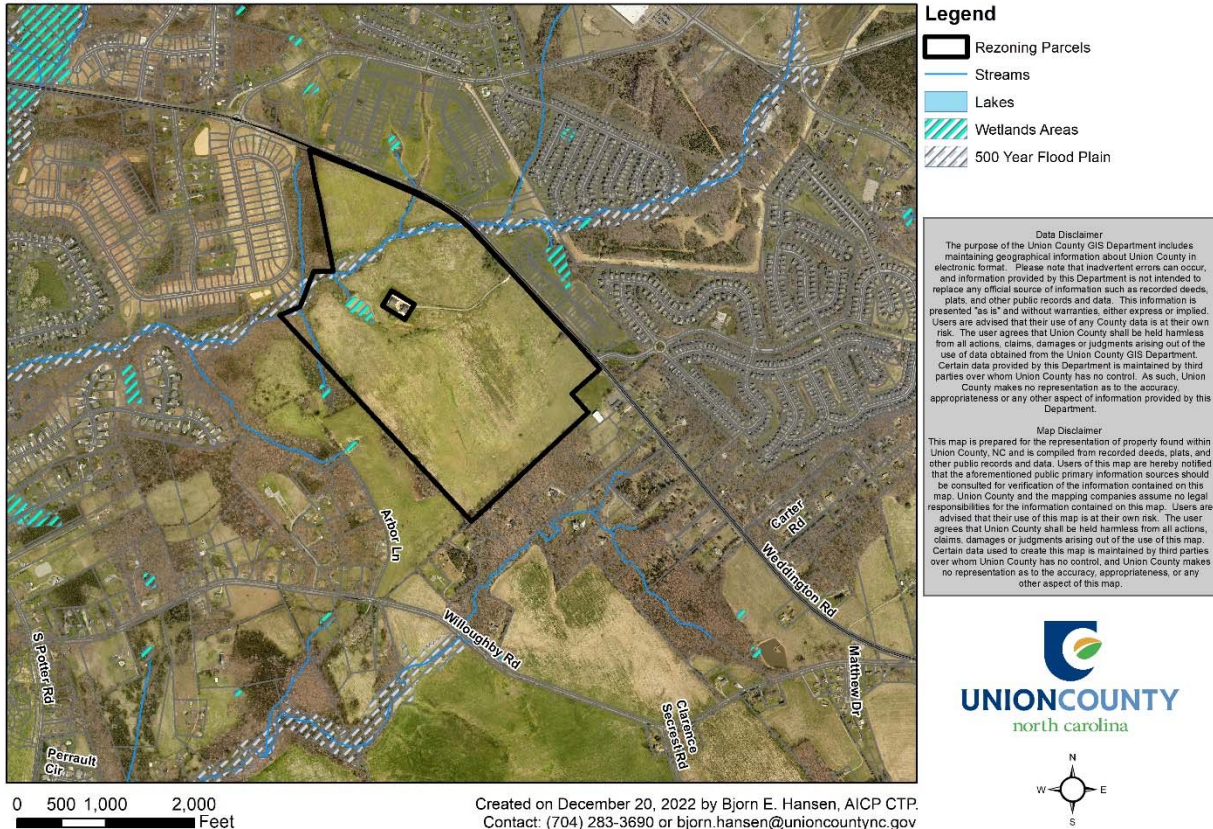 Legend
Rezoning Parcels
Streams
Lakes
Wetlands Areas
500 Year Flood Plain
Data Disclaimer
The purpose of the Union County GIS Department includes
maintaining geographical information about Union County in
electronic format. Please note that inadvertent errors can occur,
and information provided by this Department is not intended to
replace any official source of information such as recorded deeds,
plats, and other public records and data. This information is
presented "as is" and without warranties, either express or implied.
Users are advised that their use of any County data is at their own
risk. The user agrees that Union County shall be held harmless
from all actions, claims, damages or judgments arising out of the
use of data obtained from the Union County GIS Department.
Certain data provided by this Department is maintained by third
parties over whom Union County has no control. As such, Union
County makes no representation as to the accuracy,
appropriateness or any other aspect of information provided by this
Department.
Map Disclaimer
This map is prepared for the representation of property found within
Union County, NC and is compiled from recorded deeds, plats, and
other public records and data. Users of this map are hereby notified
that the aforementioned public primary information sources should
be consulted for verification of the information contained on this
map. Union County and the mapping companies assume no legal
responsibilities for the information contained on this map. Users are
advised that their use of this map is at their own risk. The user
agrees that Union County shall be held harmless from all actions,
claims, damages or judgments arising out of the use of this map.
Certain data used to create this map is maintained by third parties
over whom Union County has no control, and Union County makes
no representation as to the accuracy, appropriateness, or any
other aspect of this map.
Arbor Ln
Carter
Rd
Weddington Rd
Willoughby Rd
S Potter Rd
Matthew Dr
Clarence
Secrest Rd
Perrault
Cir
UNIONCOUNTY
north carolina
N
W E
S
0 500 1,000 2,000
Feet
Created on December 20, 2022 by Bjorn E. Hansen, AICP CTP.
Contact: (704) 283-3690 or bjorn.hansen@unioncountync.gov